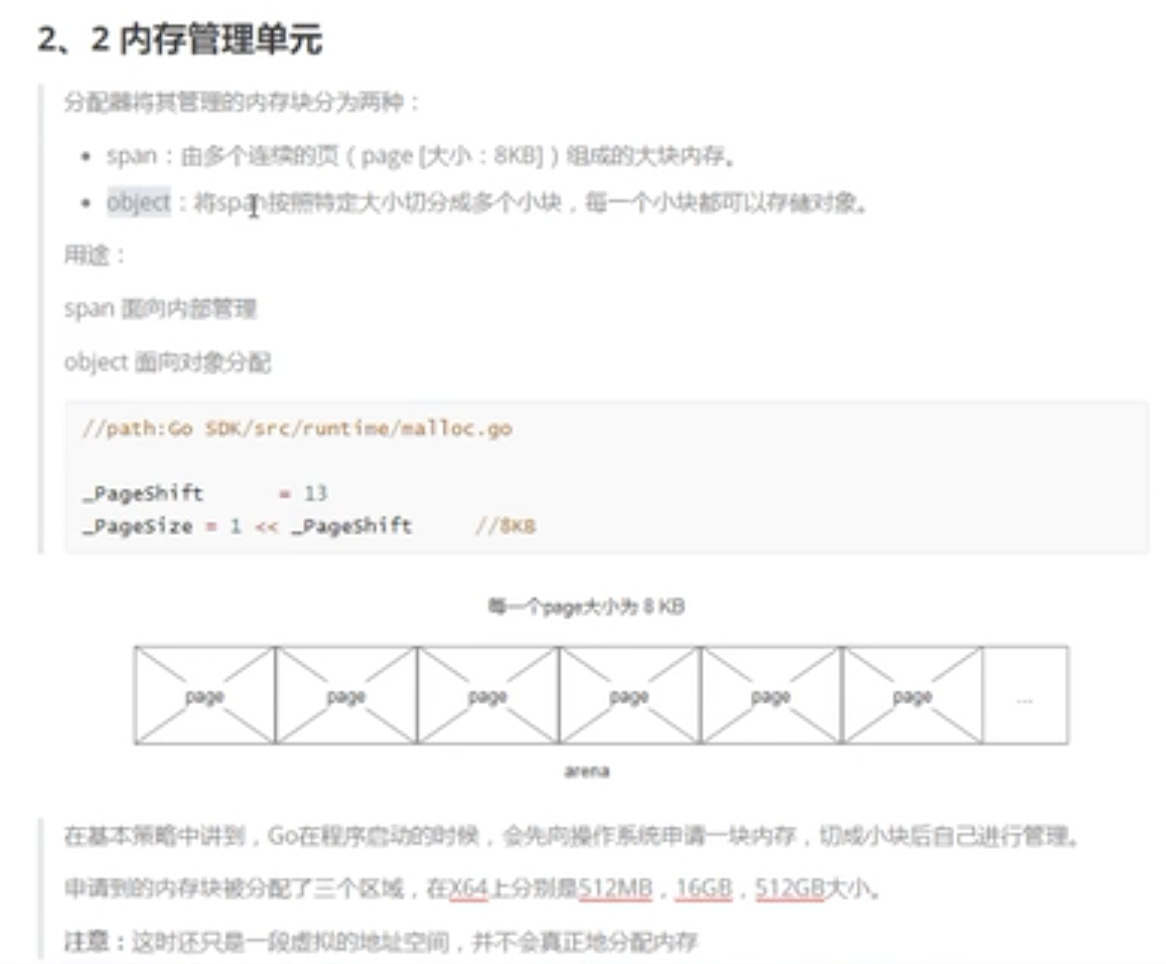 2、2 内存管理单元
分配器将其管理的内存块分为两种：
• span：由多个连续的页（page [大小：8KB]）组成的大块内存。
• object：将span按照特定大小切分成多个小块，每一个小块都可以存储对象。
用途：
span 面向内部管理
object 面向对象分配
//path:Go SDK/src/runtime/malloc.go
_PageShift      = 13
_PageSize = 1 << _PageShift     //8KB
每一个page大小为 8 KB
page page page page page page ...
arena
在基本策略中讲到，Go在程序启动的时候，会先向操作系统申请一块内存，切成小块后自己进行管理。
申请到的内存块被分配了三个区域，在X64上分别是512MB，16GB，512GB大小。
注意：这时还只是一段虚拟的地址空间，并不会真正地分配内存